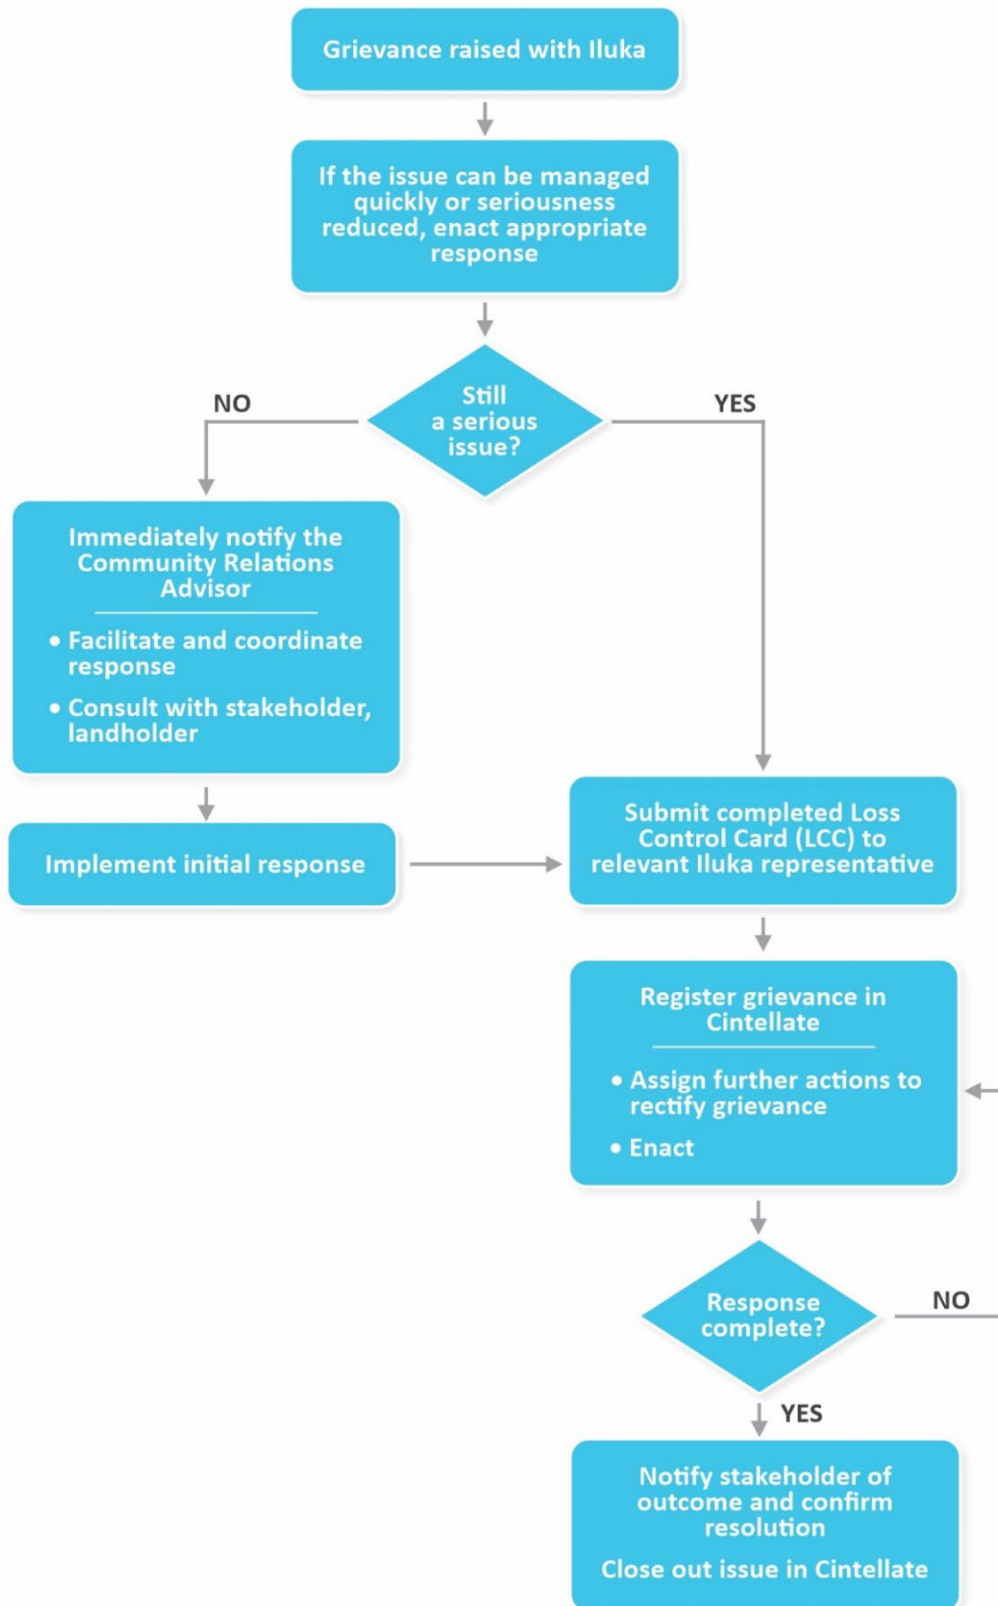 Grievance raised with Iluka
If the issue can be managed
quickly or seriousness
reduced, enact appropriate
response
Still
a serious
issue?
NO
YES
Immediately notify the
Community Relations
Advisor
• Facilitate and coordinate
response
• Consult with stakeholder,
landholder
Implement initial response
Submit completed Loss
Control Card (LCC) to
relevant Iluka representative
Register grievance in
Cintellate
• Assign further actions to
rectify grievance
• Enact
Response
complete?
NO
YES
Notify stakeholder of
outcome and confirm
resolution
Close out issue in Cintellate